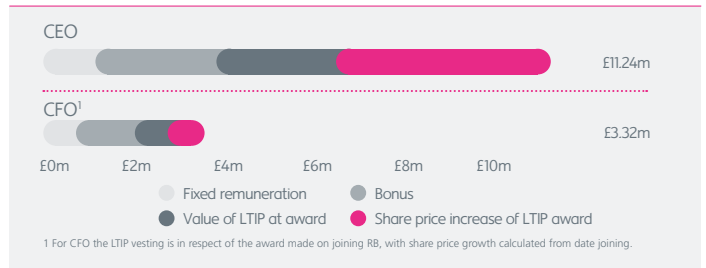 CEO
£11.24m
CFO1
£3.32m
£0m £2m £4m £6m £8m £10m
Fixed remuneration Bonus
Value of LTIP at award Share price increase of LTIP award
1 For CFO the LTIP vesting is in respect of the award made on joining RB, with share price growth calculated from date joining.